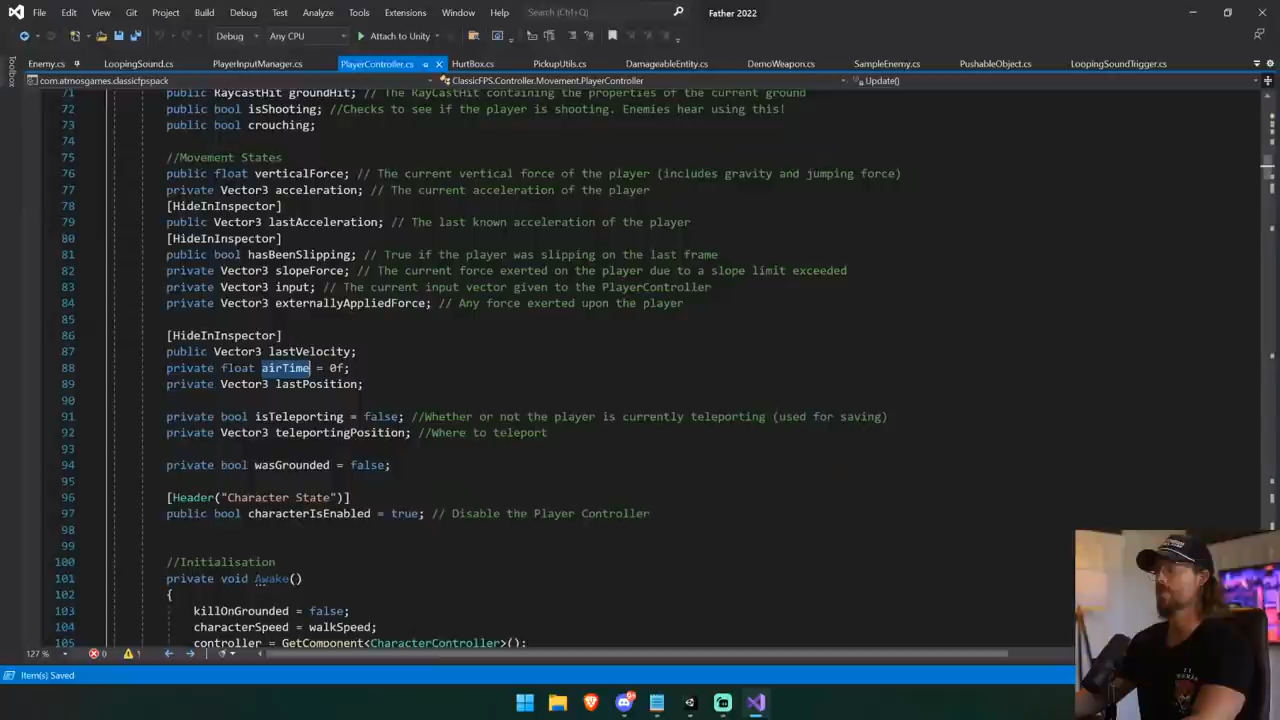 File Edit View Git Project Build Debug Test Analyze Tools Extensions Window Help Search (Ctrl+Q) Father 2022
Debug Any CPU Attach to Unity
Enemy.cs LoopingSound.cs PlayerInputManager.cs PlayerController.cs HurtBox.cs PickupUtils.cs DamageableEntity.cs DemoWeapon.cs SampleEnemy.cs PushableObject.cs LoopingSoundTrigger.cs
Toolbox
com.atmosgames.classicfpspack ClassicFPS.Controller.Movement.PlayerController Update()
71 public RaycastHit groundHit; // The RayCastHit containing the properties of the current ground
72 public bool isShooting; //Checks to see if the player is shooting. Enemies hear using this!
73 public bool crouching;
74
75 //Movement States
76 public float verticalForce; // The current vertical force of the player (includes gravity and jumping force)
77 private Vector3 acceleration; // The current acceleration of the player
78 [HideInInspector]
79 public Vector3 lastAcceleration; // The last known acceleration of the player
80 [HideInInspector]
81 public bool hasBeenSlipping; // True if the player was slipping on the last frame
82 private Vector3 slopeForce; // The current force exerted on the player due to a slope limit exceeded
83 private Vector3 input; // The current input vector given to the PlayerController
84 private Vector3 externallyAppliedForce; // Any force exerted upon the player
85
86 [HideInInspector]
87 public Vector3 lastVelocity;
88 private float airTime = 0f;
89 private Vector3 lastPosition;
90
91 private bool isTeleporting = false; //Whether or not the player is currently teleporting (used for saving)
92 private Vector3 teleportingPosition; //Where to teleport
93
94 private bool wasGrounded = false;
95
96 [Header("Character State")]
97 public bool characterIsEnabled = true; // Disable the Player Controller
98
99
100 //Initialisation
101 private void Awake()
102 {
103 killOnGrounded = false;
104 characterSpeed = walkSpeed;
105 controller = GetComponent<CharacterController>();
127 % 0 1
Item(s) Saved